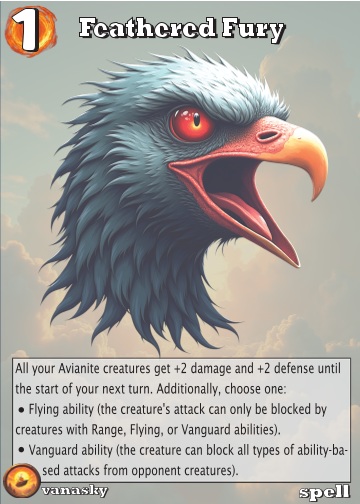 1 Feathered Fury
All your Avianite creatures get +2 damage and +2 defense until
the start of your next turn. Additionally, choose one:
• Flying ability (the creature's attack can only be blocked by
creatures with Range, Flying, or Vanguard abilities).
• Vanguard ability (the creature can block all types of ability-ba-
sed attacks from opponent creatures).
vanasky spell